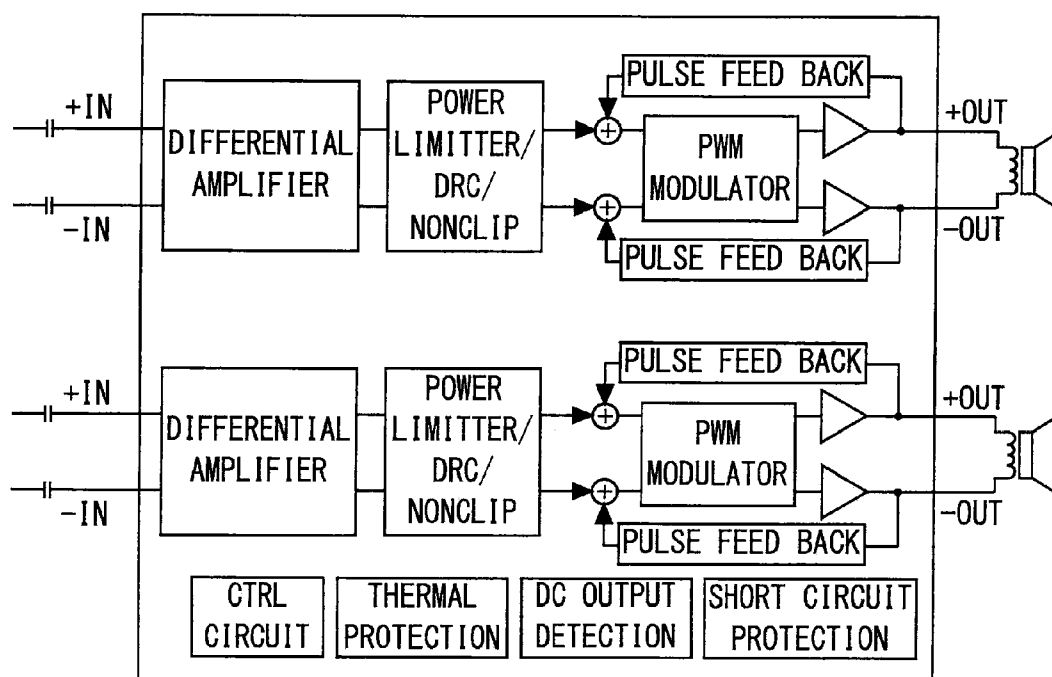 PULSE FEED BACK
+IN
DIFFERENTIAL
AMPLIFIER
-IN
POWER
LIMITTER/
DRC/
NONCLIP
PWM
MODULATOR
+OUT
-OUT
PULSE FEED BACK
PULSE FEED BACK
+IN
DIFFERENTIAL
AMPLIFIER
-IN
POWER
LIMITTER/
DRC/
NONCLIP
PWM
MODULATOR
+OUT
-OUT
PULSE FEED BACK
CTRL
CIRCUIT
THERMAL
PROTECTION
DC OUTPUT
DETECTION
SHORT CIRCUIT
PROTECTION